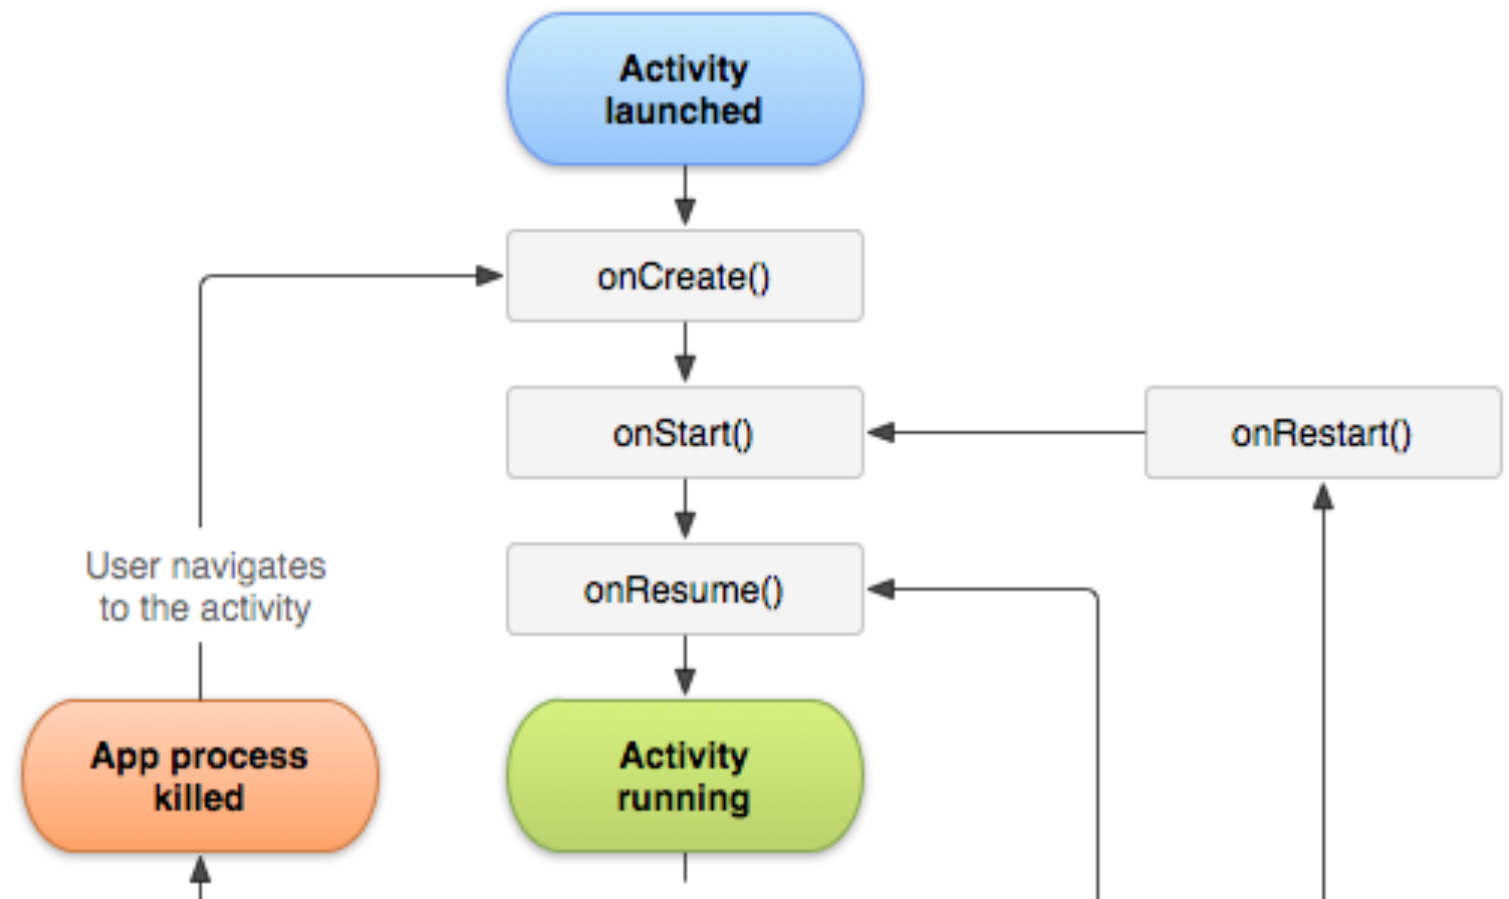 Activity
launched
onCreate()
onStart()
onRestart()
User navigates
to the activity
onResume()
App process
killed
Activity
running